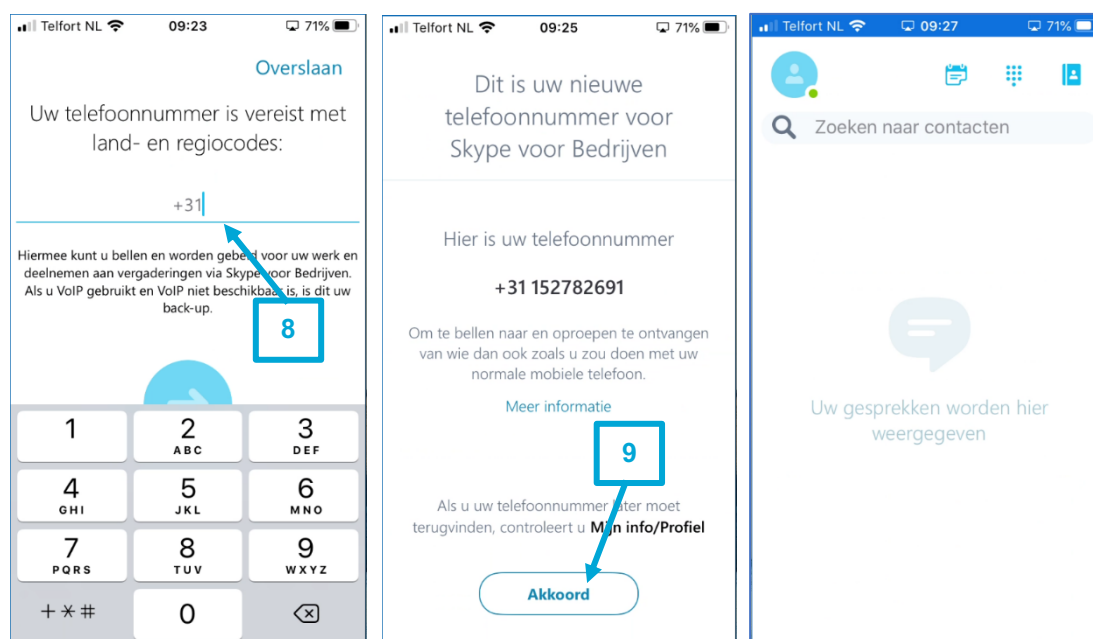 Telfort NL 09:23 71%
Overslaan
Uw telefoonnummer is vereist met
land- en regiocodes:
+31
Hiermee kunt u bellen en worden gebeld voor uw werk en
deelnemen aan vergaderingen via Skype voor Bedrijven.
Als u VoIP gebruikt en VoIP niet beschikbaar is, is dit uw
back-up.
8
1 2 3
ABC DEF
4 5 6
GHI JKL MNO
7 8 9
PQRS TUV WXYZ
+*# 0
Telfort NL 09:25 71%
Dit is uw nieuwe
telefoonnummer voor
Skype voor Bedrijven
Hier is uw telefoonnummer
+31 152782691
Om te bellen naar en oproepen te ontvangen
van wie dan ook zoals u zou doen met uw
normale mobiele telefoon.
Meer informatie
9
Als u uw telefoonnummer later moet
terugvinden, controleert u Mijn info/Profiel
Akkoord
Telfort NL 09:27 71%
Zoeken naar contacten
Uw gesprekken worden hier
weergegeven